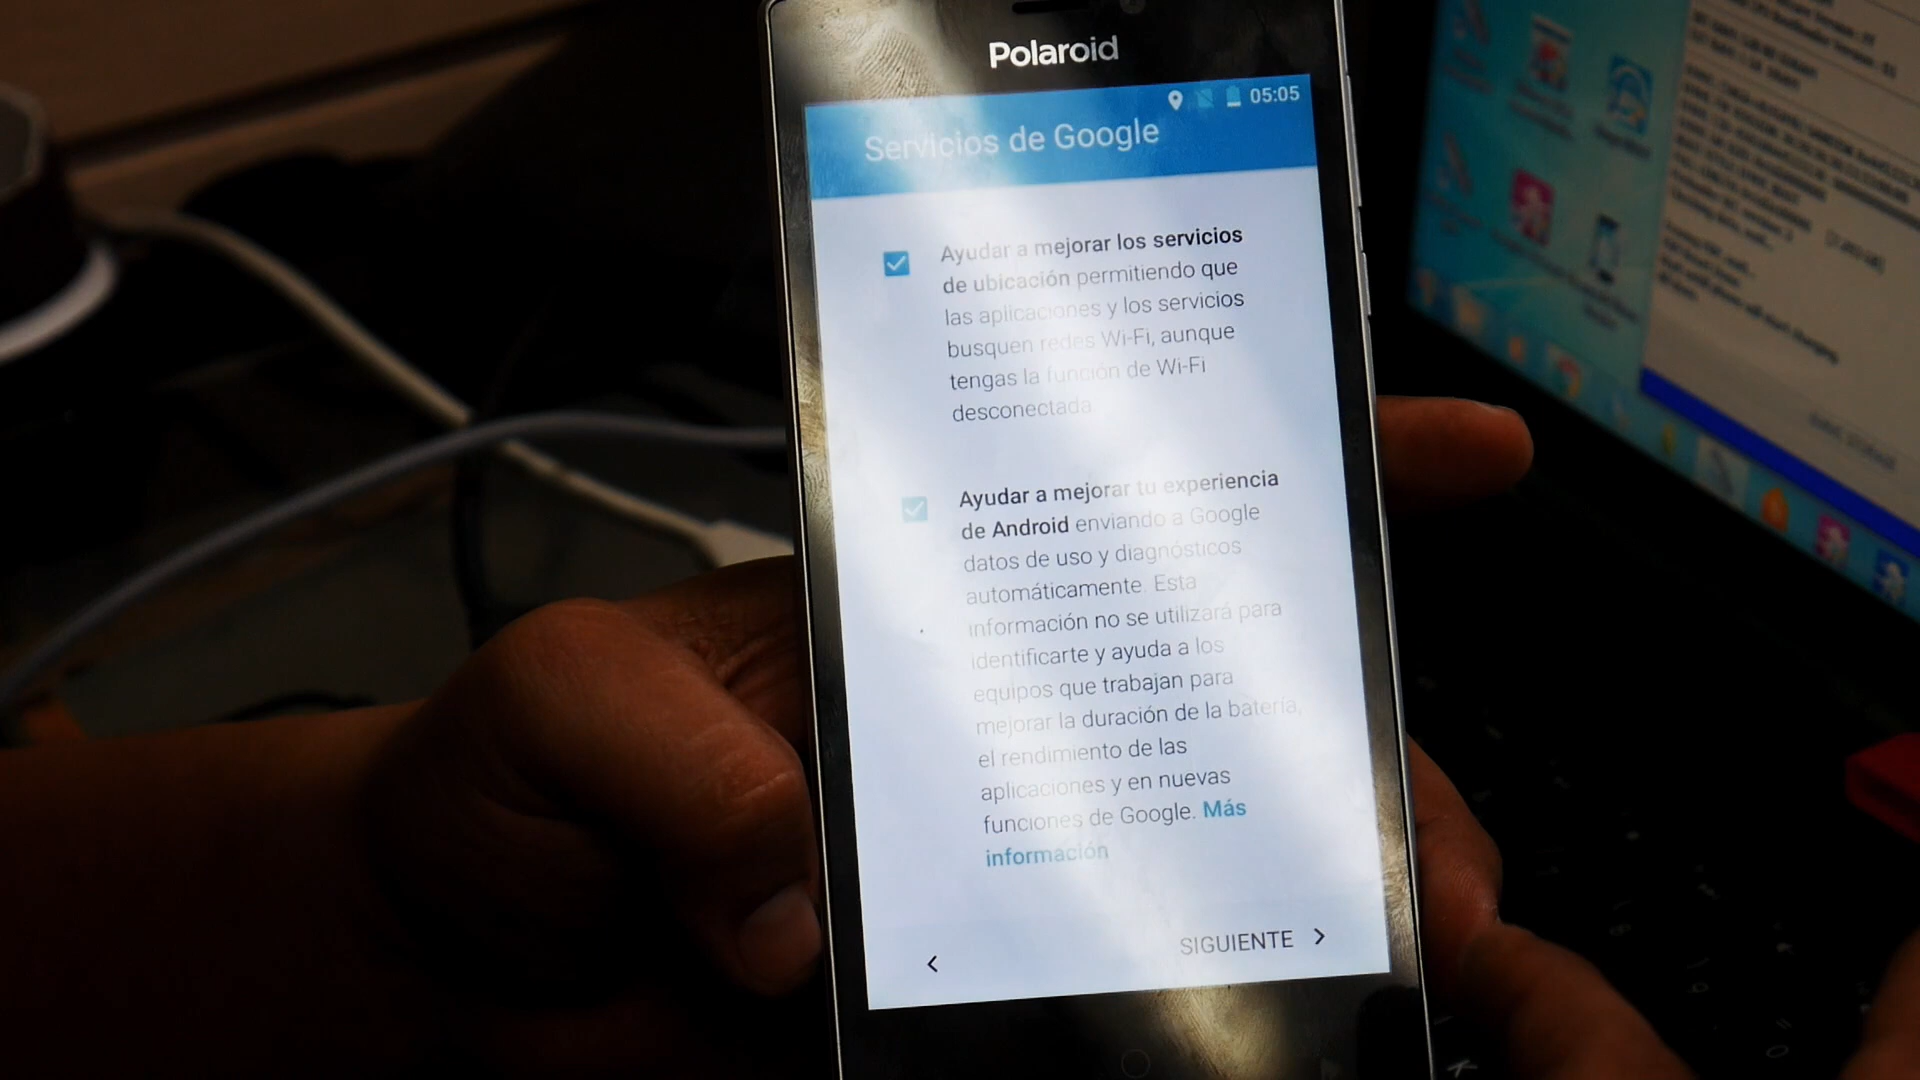 Polaroid
05:05
Servicios de Google
Ayudar a mejorar los servicios
de ubicación permitiendo que
las aplicaciones y los servicios
busquen redes Wi-Fi, aunque
tengas la función de Wi-Fi
desconectada.
Ayudar a mejorar tu experiencia
de Android enviando a Google
datos de uso y diagnósticos
automáticamente. Esta
información no se utilizará para
identificarte y ayuda a los
equipos que trabajan para
mejorar la duración de la batería,
el rendimiento de las
aplicaciones y en nuevas
funciones de Google. Más
información
SIGUIENTE